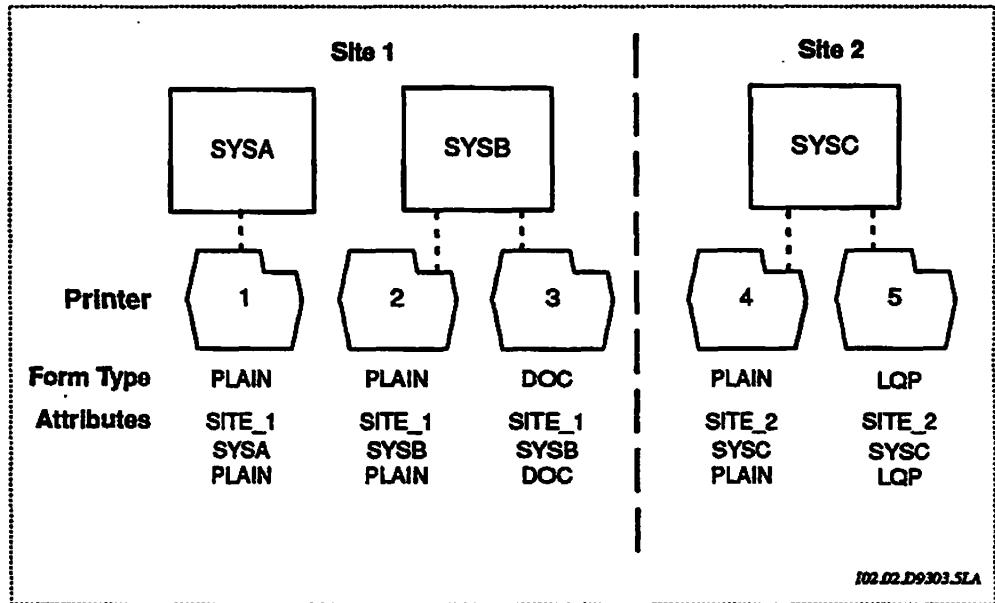 Site 1 Site 2
SYSA SYSB SYSC
Printer 1 2 3 4 5
Form Type PLAIN PLAIN DOC PLAIN LQP
Attributes SITE_1 SITE_1 SITE_1 SITE_2 SITE_2
SYSA SYSB SYSB SYSC SYSC
PLAIN PLAIN DOC PLAIN LQP
I02.02.D9303.SLA